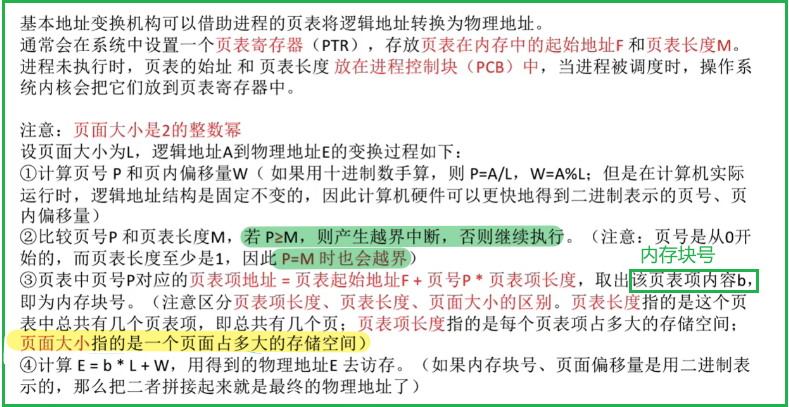 基本地址变换机构可以借助进程的页表将逻辑地址转换为物理地址。
通常会在系统中设置一个页表寄存器（PTR），存放页表在内存中的起始地址F 和页表长度M。
进程未执行时，页表的始址 和 页表长度 放在进程控制块（PCB）中，当进程被调度时，操作系
统内核会把它们放到页表寄存器中。
注意：页面大小是2的整数幂
设页面大小为L，逻辑地址A到物理地址E的变换过程如下：
①计算页号 P 和页内偏移量W（ 如果用十进制数手算，则 P=A/L，W=A%L；但是在计算机实际
运行时，逻辑地址结构是固定不变的，因此计算机硬件可以更快地得到二进制表示的页号、页
内偏移量）
②比较页号P 和页表长度M，若 P≥M，则产生越界中断，否则继续执行。（注意：页号是从0开
始的，而页表长度至少是1，因此 P=M 时也会越界）
内存块号
③页表中页号P对应的页表项地址 = 页表起始地址F + 页号P * 页表项长度，取出该页表项内容b，
即为内存块号。（注意区分页表项长度、页表长度、页面大小的区别。页表长度指的是这个页
表中总共有几个页表项，即总共有几个页；页表项长度指的是每个页表项占多大的存储空间；
页面大小指的是一个页面占多大的存储空间）
④计算 E = b * L + W，用得到的物理地址E 去访存。（如果内存块号、页面偏移量是用二进制表
示的，那么把二者拼接起来就是最终的物理地址了）